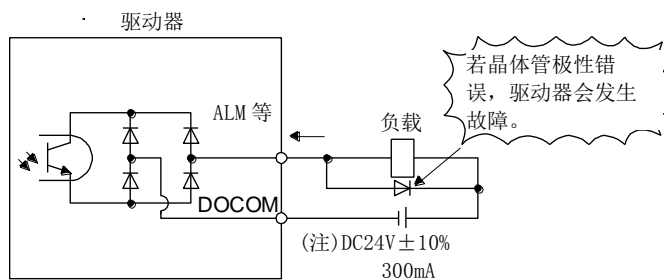 驱动器
若晶体管极性错
误，驱动器会发生
故障。
ALM 等
负载
DOCOM
(注)DC24V±10%
300mA